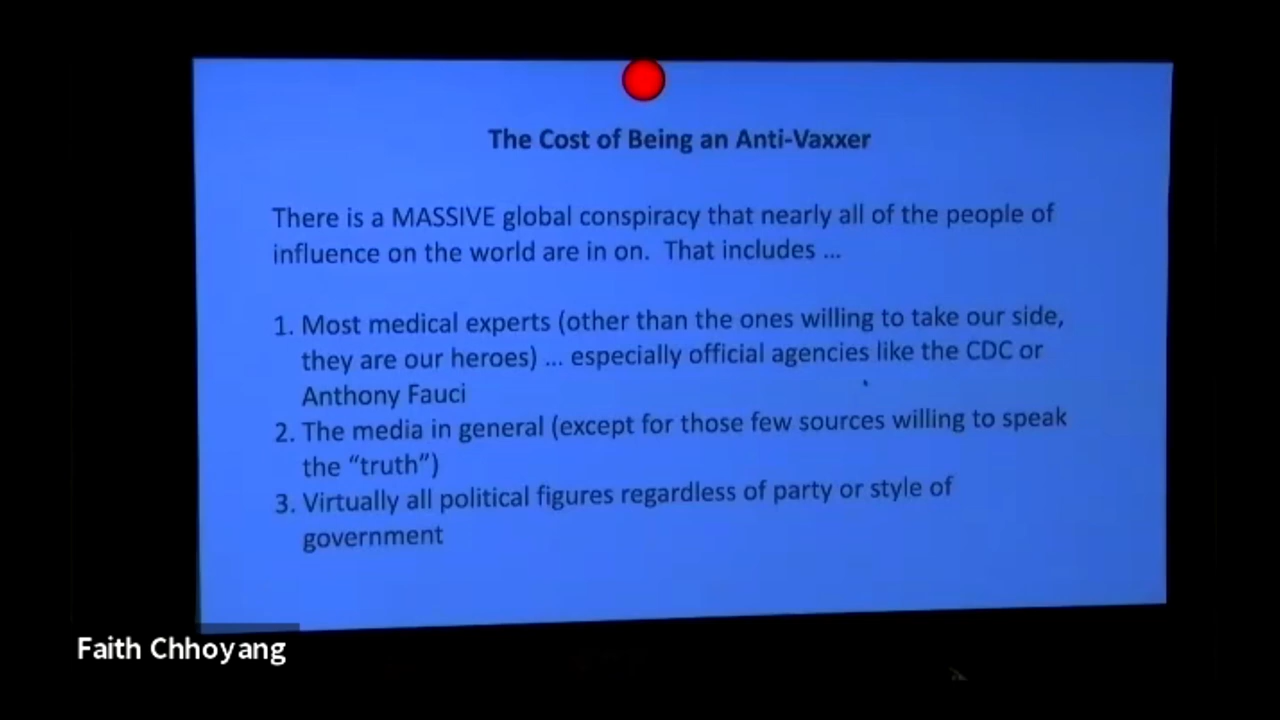 The Cost of Being an Anti-Vaxxer
There is a MASSIVE global conspiracy that nearly all of the people of
influence on the world are in on.  That includes ...
1. Most medical experts (other than the ones willing to take our side,
they are our heroes) ... especially official agencies like the CDC or
Anthony Fauci
2. The media in general (except for those few sources willing to speak
the “truth”)
3. Virtually all political figures regardless of party or style of
government
Faith Chhoyang